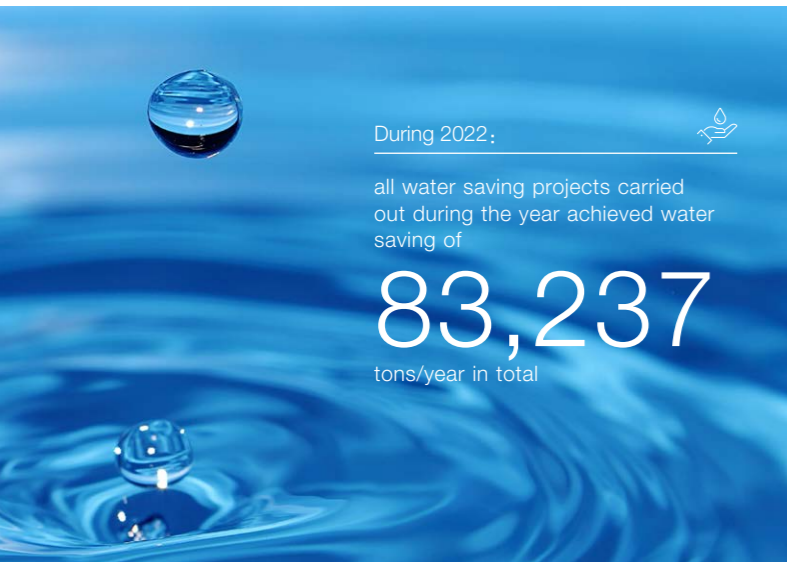 During 2022：
all water saving projects carried
out during the year achieved water
saving of
83,237
tons/year in total